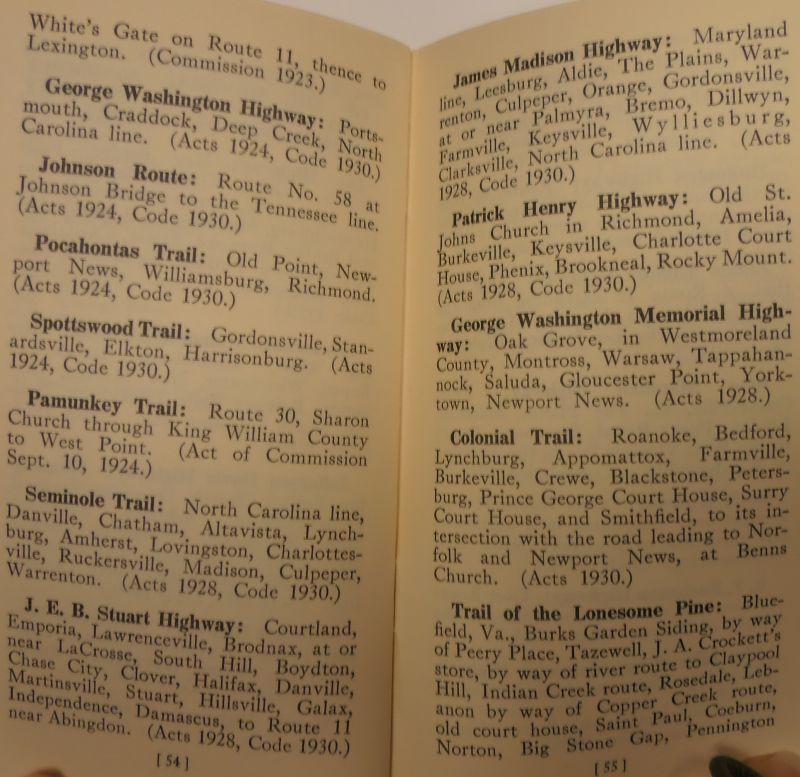 White's Gate on Route 11, thence to
Lexington. (Commission 1923.)
George Washington Highway: Ports-
mouth, Craddock, Deep Creek, North
Carolina line. (Acts 1924, Code 1930.)
Johnson Route: Route No. 58 at
Johnson Bridge to the Tennessee line.
(Acts 1924, Code 1930.)
Pocahontas Trail: Old Point, New-
port News, Williamsburg, Richmond.
(Acts 1924, Code 1930.)
Spottswood Trail: Gordonsville, Stan-
ardsville, Elkton, Harrisonburg. (Acts
1924, Code 1930.)
Pamunkey Trail: Route 30, Sharon
Church through King William County
to West Point. (Act of Commission
Sept. 10, 1924.)
Seminole Trail: North Carolina line,
Danville, Chatham, Altavista, Lynch-
burg, Amherst, Lovingston, Charlottes-
ville, Ruckersville, Madison, Culpeper,
Warrenton. (Acts 1928, Code 1930.)
J. E. B. Stuart Highway: Courtland,
Emporia, Lawrenceville, Brodnax, at or
near LaCrosse, South Hill, Boydton,
Chase City, Clover, Halifax, Danville,
Martinsville, Stuart, Hillsville, Galax,
Independence, Damascus, to Route 11
near Abingdon. (Acts 1928, Code 1930.)
[54]
James Madison Highway: Maryland
line, Leesburg, Aldie, The Plains, War-
renton, Culpeper, Orange, Gordonsville,
at or near Palmyra, Bremo, Dillwyn,
Farmville, Keysville, Wylliesburg,
Clarksville, North Carolina line. (Acts
1928, Code 1930.)
Patrick Henry Highway: Old St.
Johns Church in Richmond, Amelia,
Burkeville, Keysville, Charlotte Court
House, Phenix, Brookneal, Rocky Mount.
(Acts 1928, Code 1930.)
George Washington Memorial High-
way: Oak Grove, in Westmoreland
County, Montross, Warsaw, Tappahan-
nock, Saluda, Gloucester Point, York-
town, Newport News. (Acts 1928.)
Colonial Trail: Roanoke, Bedford,
Lynchburg, Appomattox, Farmville,
Burkeville, Crewe, Blackstone, Peters-
burg, Prince George Court House, Surry
Court House, and Smithfield, to its in-
tersection with the road leading to Nor-
folk and Newport News, at Benns
Church. (Acts 1930.)
Trail of the Lonesome Pine: Blue-
field, Va., Burks Garden Siding, by way
of Peery Place, Tazewell, J. A. Crockett's
store, by way of river route to Claypool
Hill, Indian Creek route, Rosedale, Leb-
anon by way of Copper Creek route,
old court house, Saint Paul, Coeburn,
Norton, Big Stone Gap, Pennington
[55]